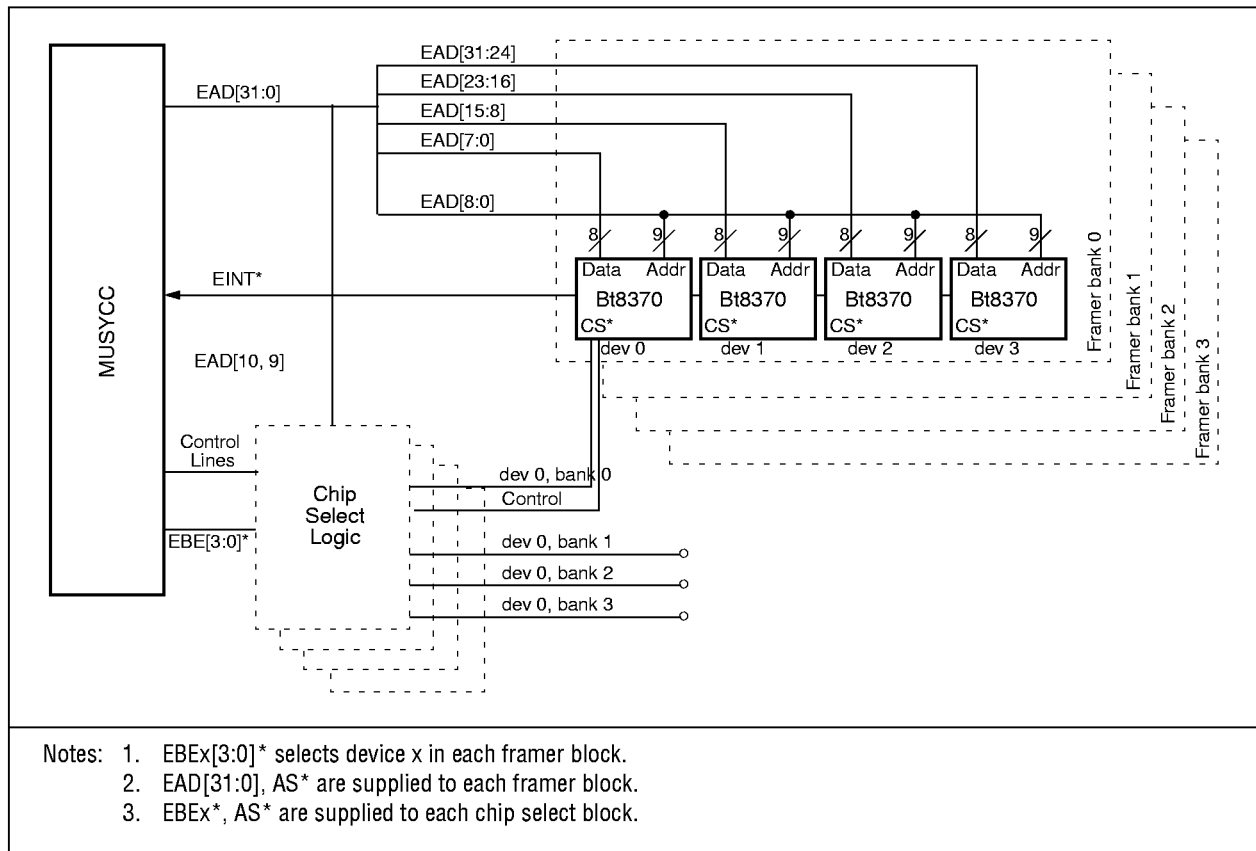 EAD[31:24]
EAD[31:0]
EAD[23:16]
EAD[15:8]
EAD[7:0]
EAD[8:0]
8
9
8
9
8
9
8
9
Data Addr
Bt8370
CS*
dev 0
Data Addr
Bt8370
CS*
dev 1
Data Addr
Bt8370
CS*
dev 2
Data Addr
Bt8370
CS*
dev 3
Framer bank 0
Framer bank 1
Framer bank 2
Framer bank 3
MUSYCC
EINT*
EAD[10, 9]
Control
Lines
EBE[3:0]*
Chip
Select
Logic
dev 0, bank 0
Control
dev 0, bank 1
dev 0, bank 2
dev 0, bank 3
Notes: 1. EBEx[3:0]* selects device x in each framer block.
2. EAD[31:0], AS* are supplied to each framer block.
3. EBEx*, AS* are supplied to each chip select block.